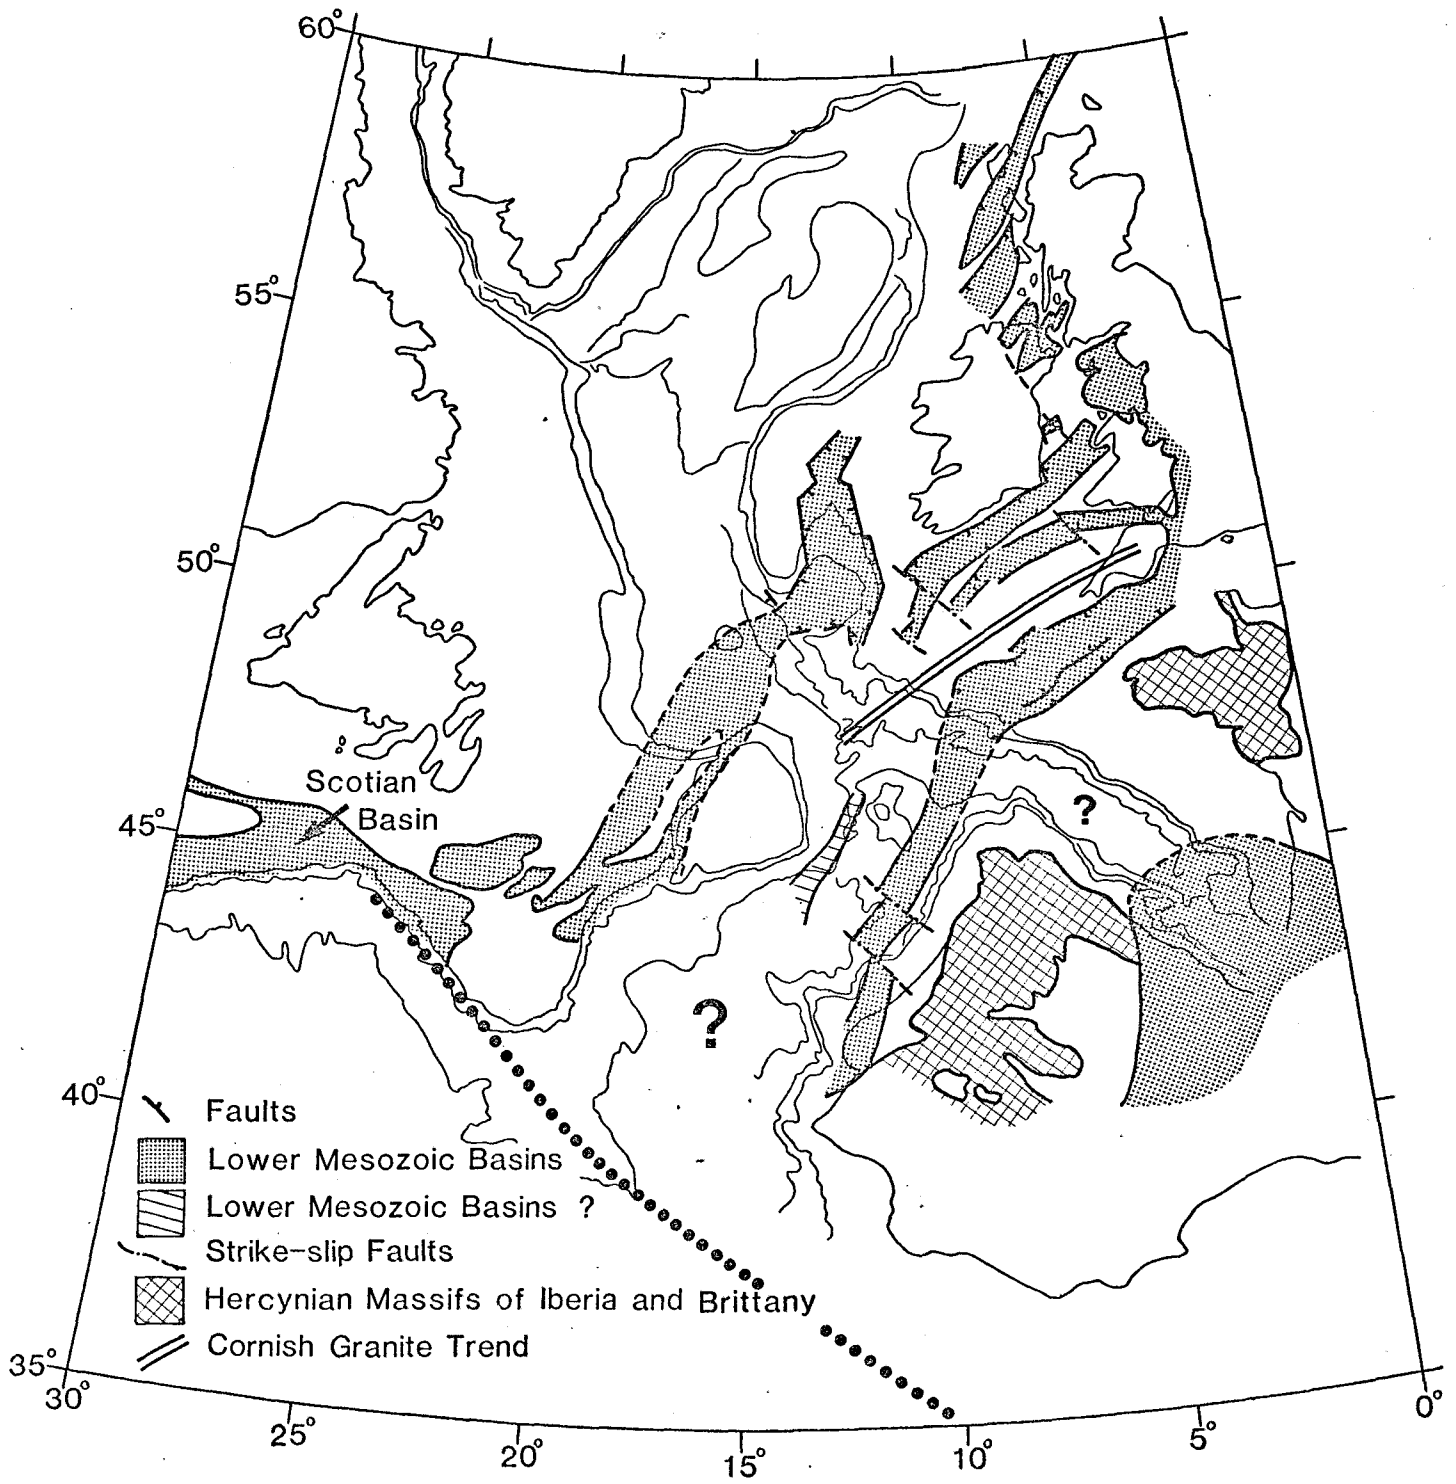 60°
55°
50°
Scotian
Basin
45°
?
?
40°
Faults
Lower Mesozoic Basins
Lower Mesozoic Basins ?
Strike-slip Faults
Hercynian Massifs of Iberia and Brittany
Cornish Granite Trend
35°
30°
25°
20°
15°
10°
5°
0°